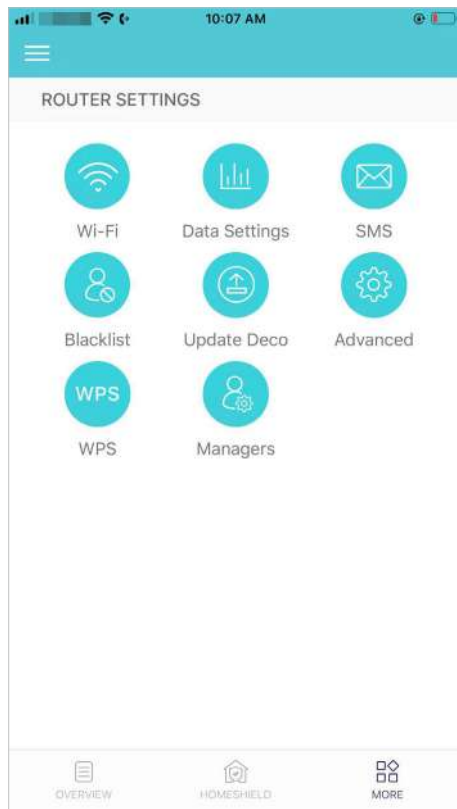 10:07 AM
ROUTER SETTINGS
Wi-Fi Data Settings SMS
Blacklist Update Deco Advanced
WPS
WPS Managers
OVERVIEW HOMESHIELD MORE